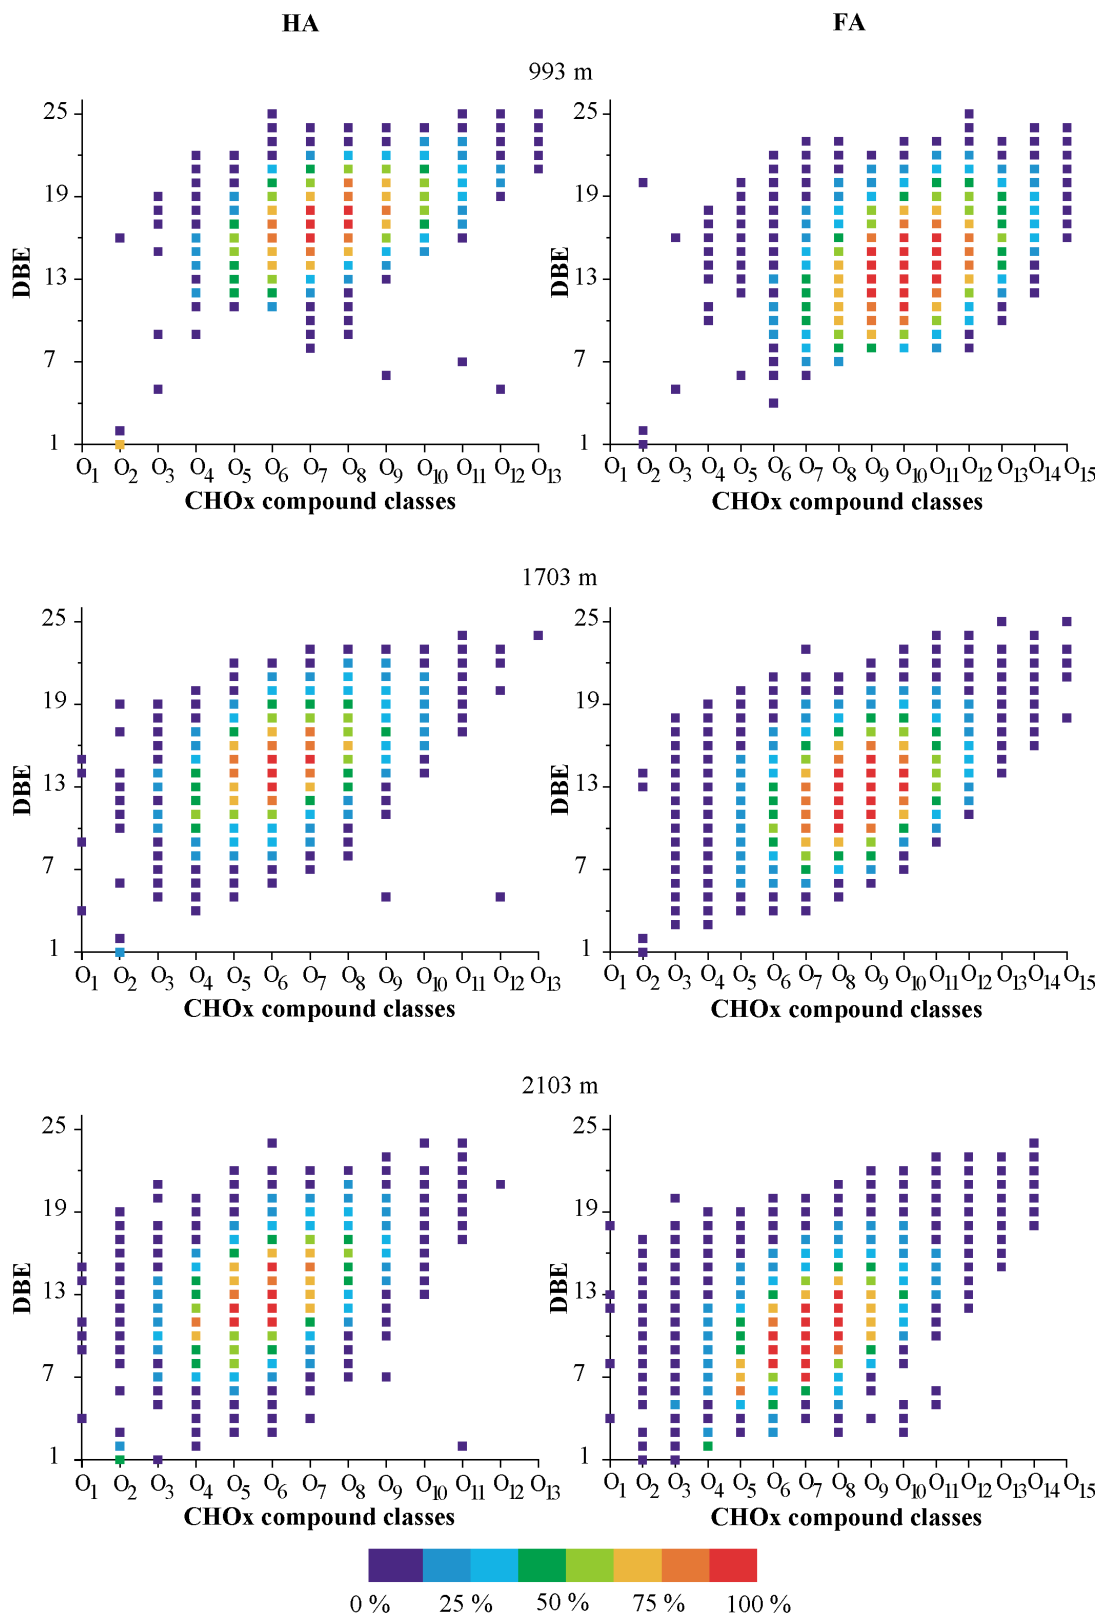 HA FA
993 m
25 25
19 19
DBE DBE
13 13
7 7
1 1
O1 O2 O3 O4 O5 O6 O7 O8 O9 O10 O11 O12 O13 O1 O2 O3 O4 O5 O6 O7 O8 O9 O10 O11 O12 O13 O14 O15
CHOx compound classes CHOx compound classes
1703 m
25 25
19 19
DBE DBE
13 13
7 7
1 1
O1 O2 O3 O4 O5 O6 O7 O8 O9 O10 O11 O12 O13 O1 O2 O3 O4 O5 O6 O7 O8 O9 O10 O11 O12 O13 O14 O15
CHOx compound classes CHOx compound classes
2103 m
25 25
19 19
DBE DBE
13 13
7 7
1 1
O1 O2 O3 O4 O5 O6 O7 O8 O9 O10 O11 O12 O13 O1 O2 O3 O4 O5 O6 O7 O8 O9 O10 O11 O12 O13 O14 O15
CHOx compound classes CHOx compound classes
0 % 25 % 50 % 75 % 100 %